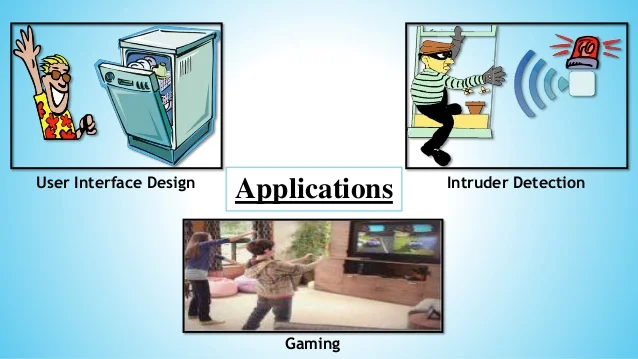 User Interface Design
Applications
Intruder Detection
Gaming